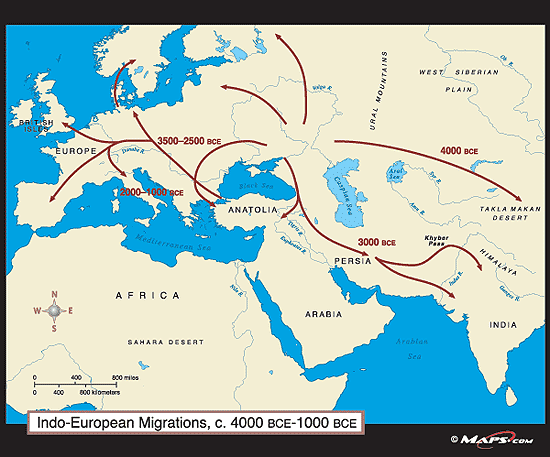 Ob R.
WEST SIBERIAN
PLAIN
URAL MOUNTAINS
Volga R.
BRITISH
ISLES
EUROPE
3500–2500 BCE
Danube R.
4000 BCE
Aral
Sea
Syr R.
Caspian Sea
Black Sea
2000–1000 BCE
ANATOLIA
Amu R.
TAKLA MAKAN
DESERT
Tigris R.
Euphrates R.
3000 BCE
Khyber
Pass
HIMALAYA
Mediterranean Sea
PERSIA
Indus R.
Ganges R.
Nile R.
AFRICA
ARABIA
INDIA
N
W
E
S
SAHARA DESERT
Arabian
Sea
0 400 800 miles
0 400 800 kilometers
Indo-European Migrations, c. 4000 BCE-1000 BCE
© MAPS.COM